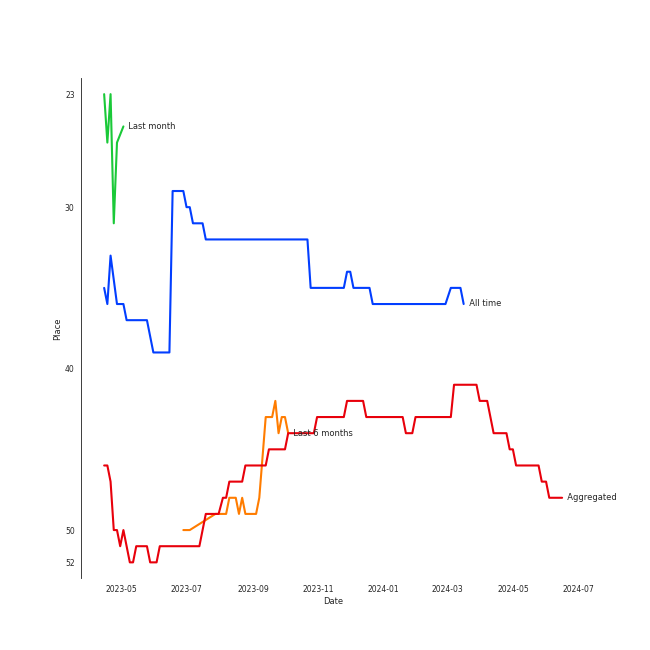 23
Last month
30
All time
Place
40
Last 6 months
Aggregated
50
52
2023-05 2023-07 2023-09 2023-11 2024-01 2024-03 2024-05 2024-07
Date